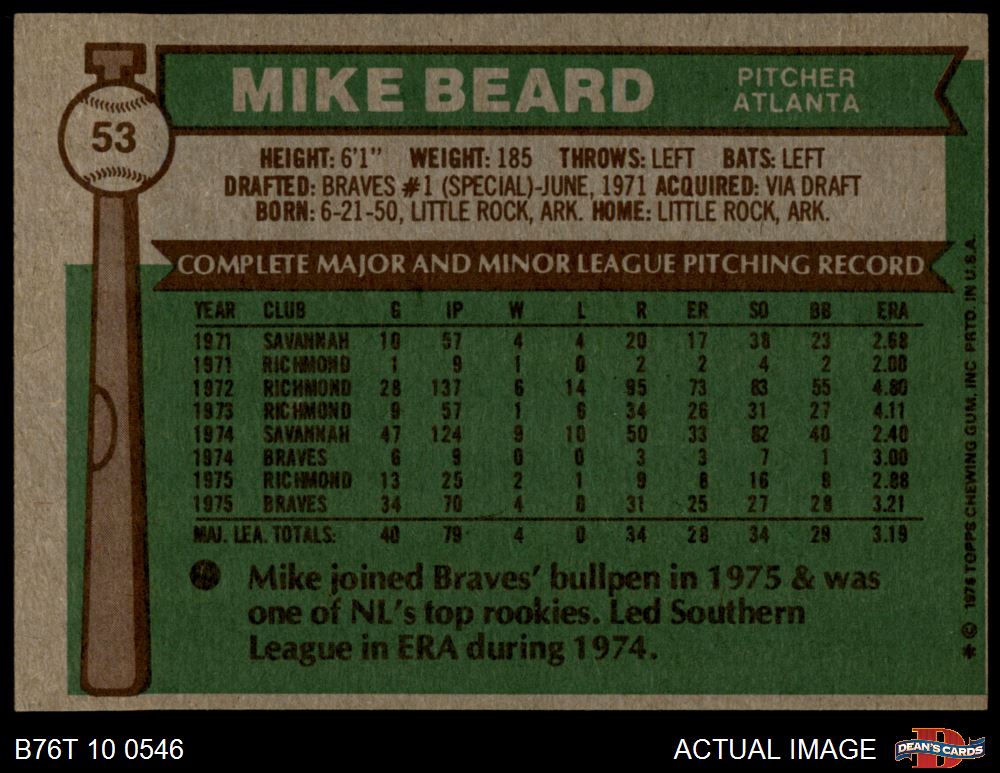 MIKE BEARD
PITCHER
ATLANTA
53
HEIGHT: 6'1" WEIGHT: 185 THROWS: LEFT BATS: LEFT
DRAFTED: BRAVES #1 (SPECIAL)-JUNE, 1971 ACQUIRED: VIA DRAFT
BORN: 6-21-50, LITTLE ROCK, ARK. HOME: LITTLE ROCK, ARK.
COMPLETE MAJOR AND MINOR LEAGUE PITCHING RECORD
YEAR CLUB G IP W L R ER SO BB ERA
1971 SAVANNAH 10 57 4 4 20 17 38 23 2.68
1971 RICHMOND 1 9 1 0 2 2 4 2 2.00
1972 RICHMOND 28 137 6 14 95 73 83 55 4.80
1973 RICHMOND 9 57 1 6 34 26 31 27 4.11
1974 SAVANNAH 47 124 9 10 50 33 82 40 2.40
1974 BRAVES 6 9 0 0 3 3 7 1 3.00
1975 RICHMOND 13 25 2 1 9 8 16 8 2.88
1975 BRAVES 34 70 4 0 31 25 27 28 3.21
MAJ. LEA. TOTALS: 40 79 4 0 34 28 34 29 3.19
Mike joined Braves' bullpen in 1975 & was
one of NL's top rookies. Led Southern
League in ERA during 1974.
* © 1976 TOPPS CHEWING GUM, INC. PRTD. IN U.S.A.
B76T 10 0546
ACTUAL IMAGE
D
DEAN'S CARDS